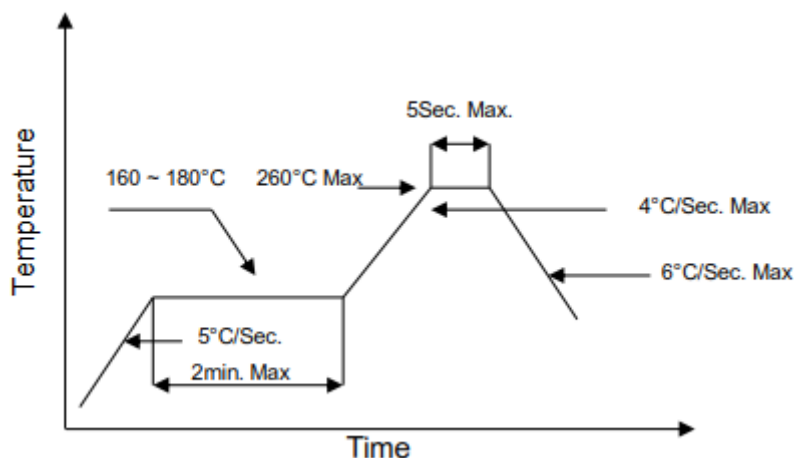 5Sec. Max.
160 ~ 180°C
260°C Max
4°C/Sec. Max
Temperature
6°C/Sec. Max
5°C/Sec.
2min. Max
Time